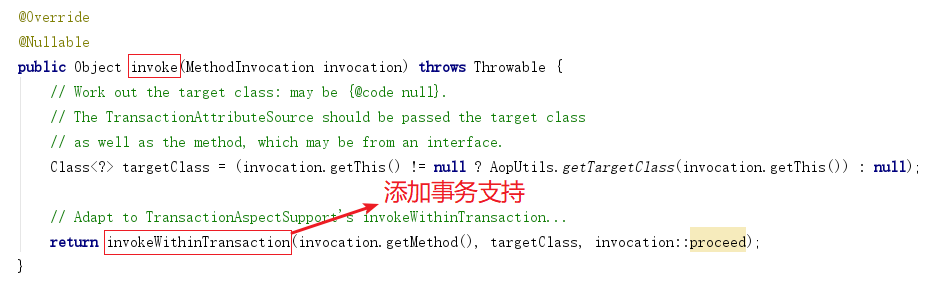 @Override
@Nullable
public Object invoke(MethodInvocation invocation) throws Throwable {
// Work out the target class: may be {@code null}.
// The TransactionAttributeSource should be passed the target class
// as well as the method, which may be from an interface.
Class<?> targetClass = (invocation.getThis() != null ? AopUtils.getTargetClass(invocation.getThis()) : null);
添加事务支持
// Adapt to TransactionAspectSupport's invokeWithinTransaction...
return invokeWithinTransaction(invocation.getMethod(), targetClass, invocation::proceed);
}